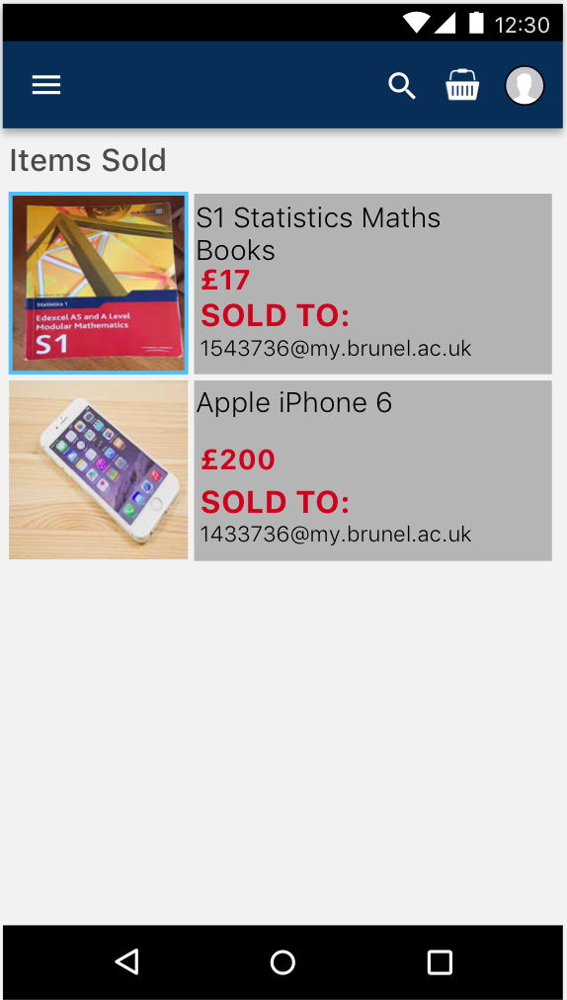 12:30
Items Sold
S1 Statistics Maths
Books
£17
SOLD TO:
1543736@my.brunel.ac.uk
Statistics 1
Edexcel AS and A Level
Modular Mathematics
S1
Apple iPhone 6
£200
SOLD TO:
1433736@my.brunel.ac.uk